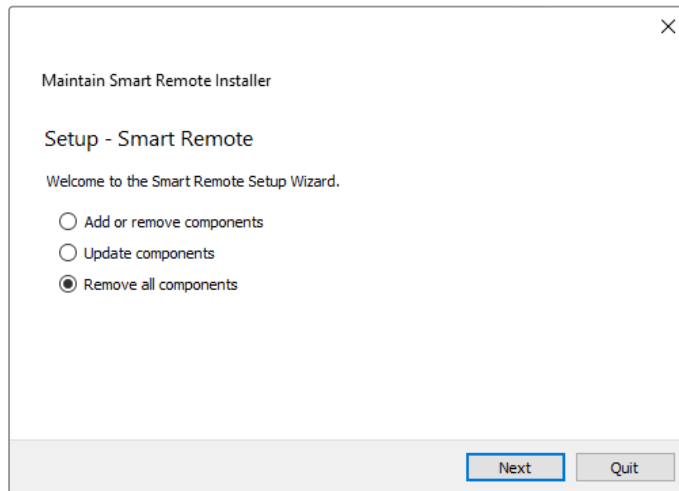 Maintain Smart Remote Installer
Setup - Smart Remote
Welcome to the Smart Remote Setup Wizard.
Add or remove components
Update components
Remove all components
Next Quit